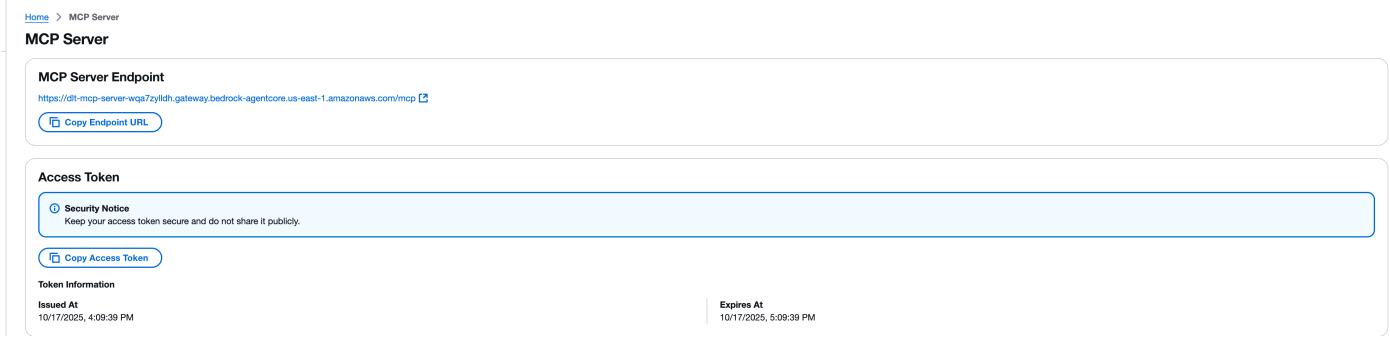 Home > MCP Server
MCP Server
MCP Server Endpoint
https://dlt-mcp-server-wqa7zylldh.gateway.bedrock-agentcore.us-east-1.amazonaws.com/mcp
Copy Endpoint URL
Access Token
Security Notice
Keep your access token secure and do not share it publicly.
Copy Access Token
Token Information
Issued At
10/17/2025, 4:09:39 PM
Expires At
10/17/2025, 5:09:39 PM